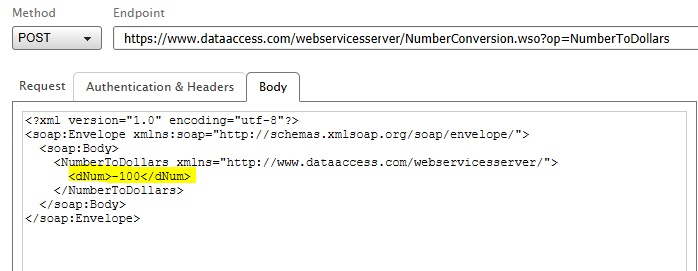 Method Endpoint
POST https://www.dataaccess.com/webservicesserver/NumberConversion.wso?op=NumberToDollars
Request Authentication & Headers Body
<?xml version="1.0" encoding="utf-8"?>
<soap:Envelope xmlns:soap="http://schemas.xmlsoap.org/soap/envelope/">
<soap:Body>
<NumberToDollars xmlns="http://www.dataaccess.com/webservicesserver/">
<dNum>-100</dNum>
</NumberToDollars>
</soap:Body>
</soap:Envelope>